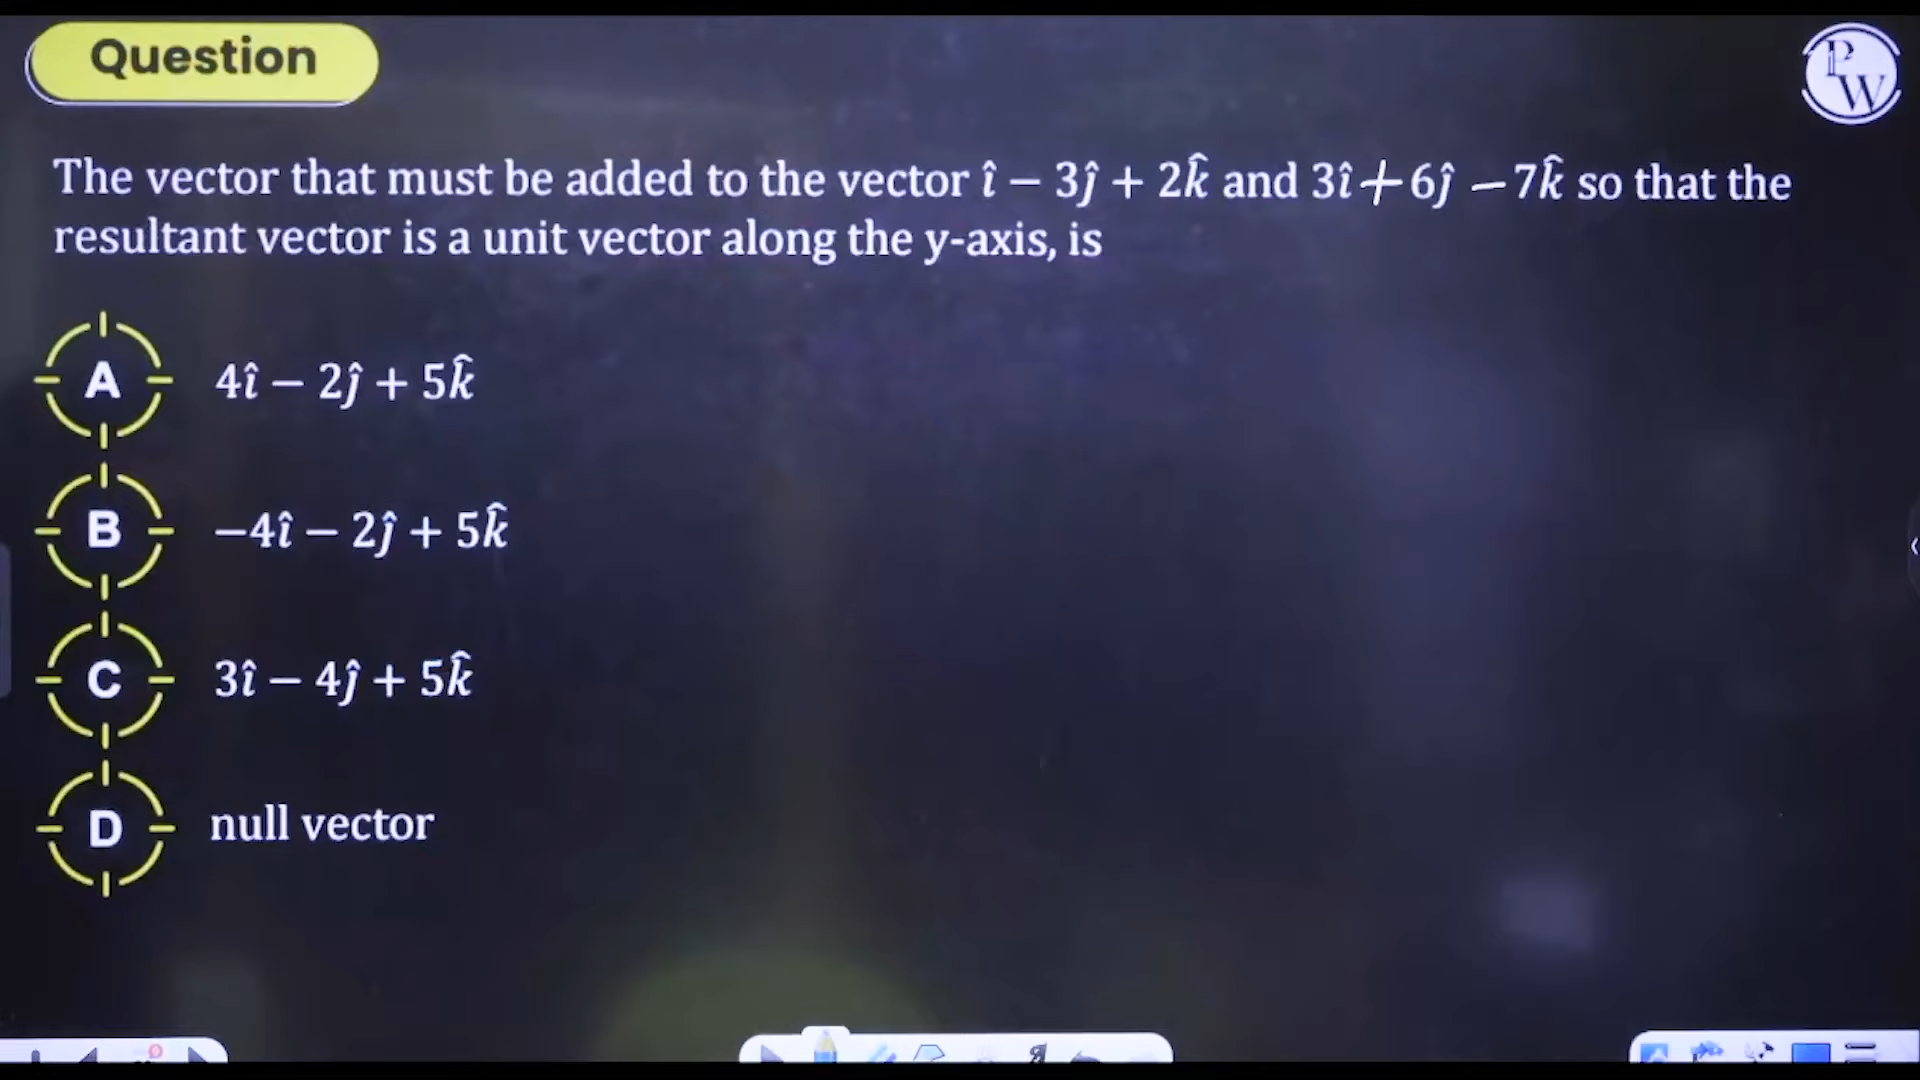 Question
PW
The vector that must be added to the vector î − 3ĵ + 2k̂ and 3î + 6ĵ − 7k̂ so that the
resultant vector is a unit vector along the y-axis, is
A 4î − 2ĵ + 5k̂
B −4î − 2ĵ + 5k̂
C 3î − 4ĵ + 5k̂
D null vector